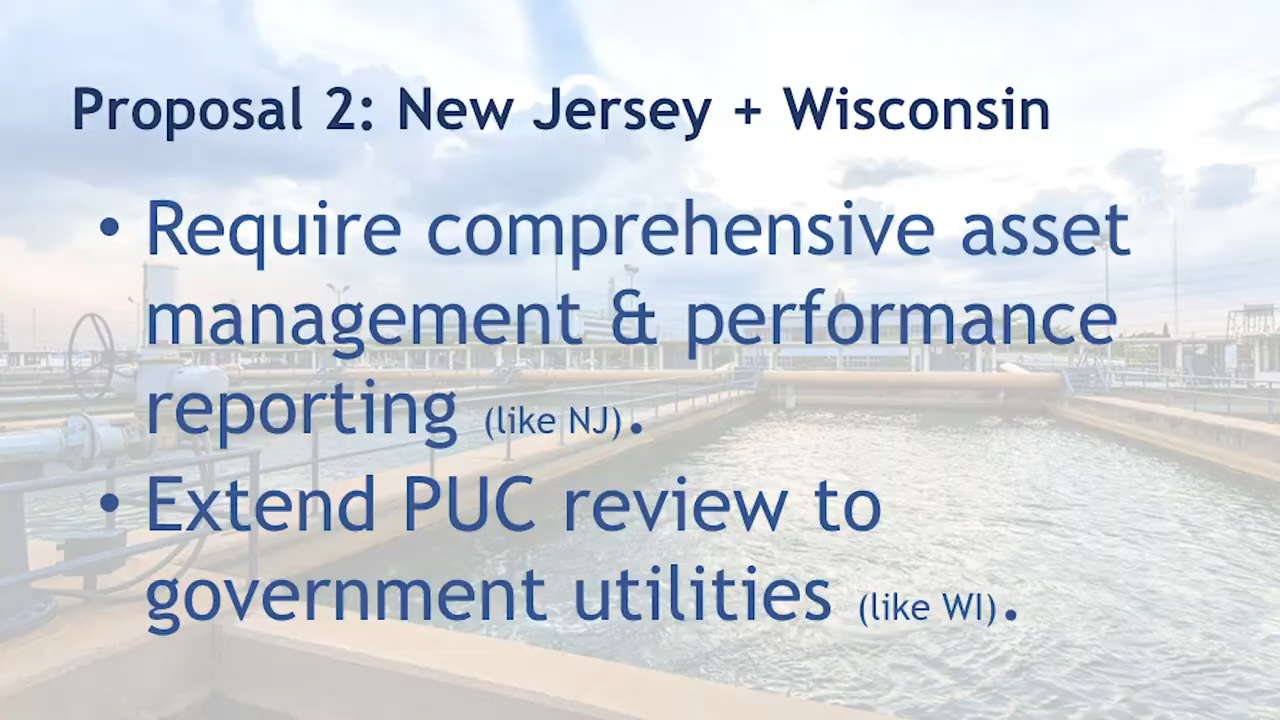 Proposal 2: New Jersey + Wisconsin
• Require comprehensive asset
management & performance
reporting (like NJ).
• Extend PUC review to
government utilities (like WI).